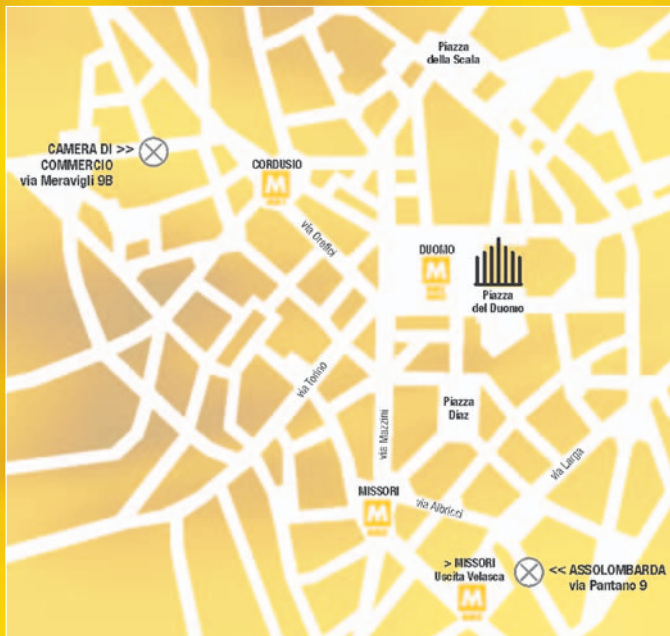 Piazza
della Scala
CAMERA DI >>
COMMERCIO
via Meravigli 9B
CORDUSIO
M
via Orefici
DUOMO
M
Piazza
del Duomo
via Torino
Piazza
Diaz
via Mazzini
via Larga
MISSORI
M
via Albricci
> MISSORI
Uscita Velasca
M
<< ASSOLOMBARDA
via Pantano 9